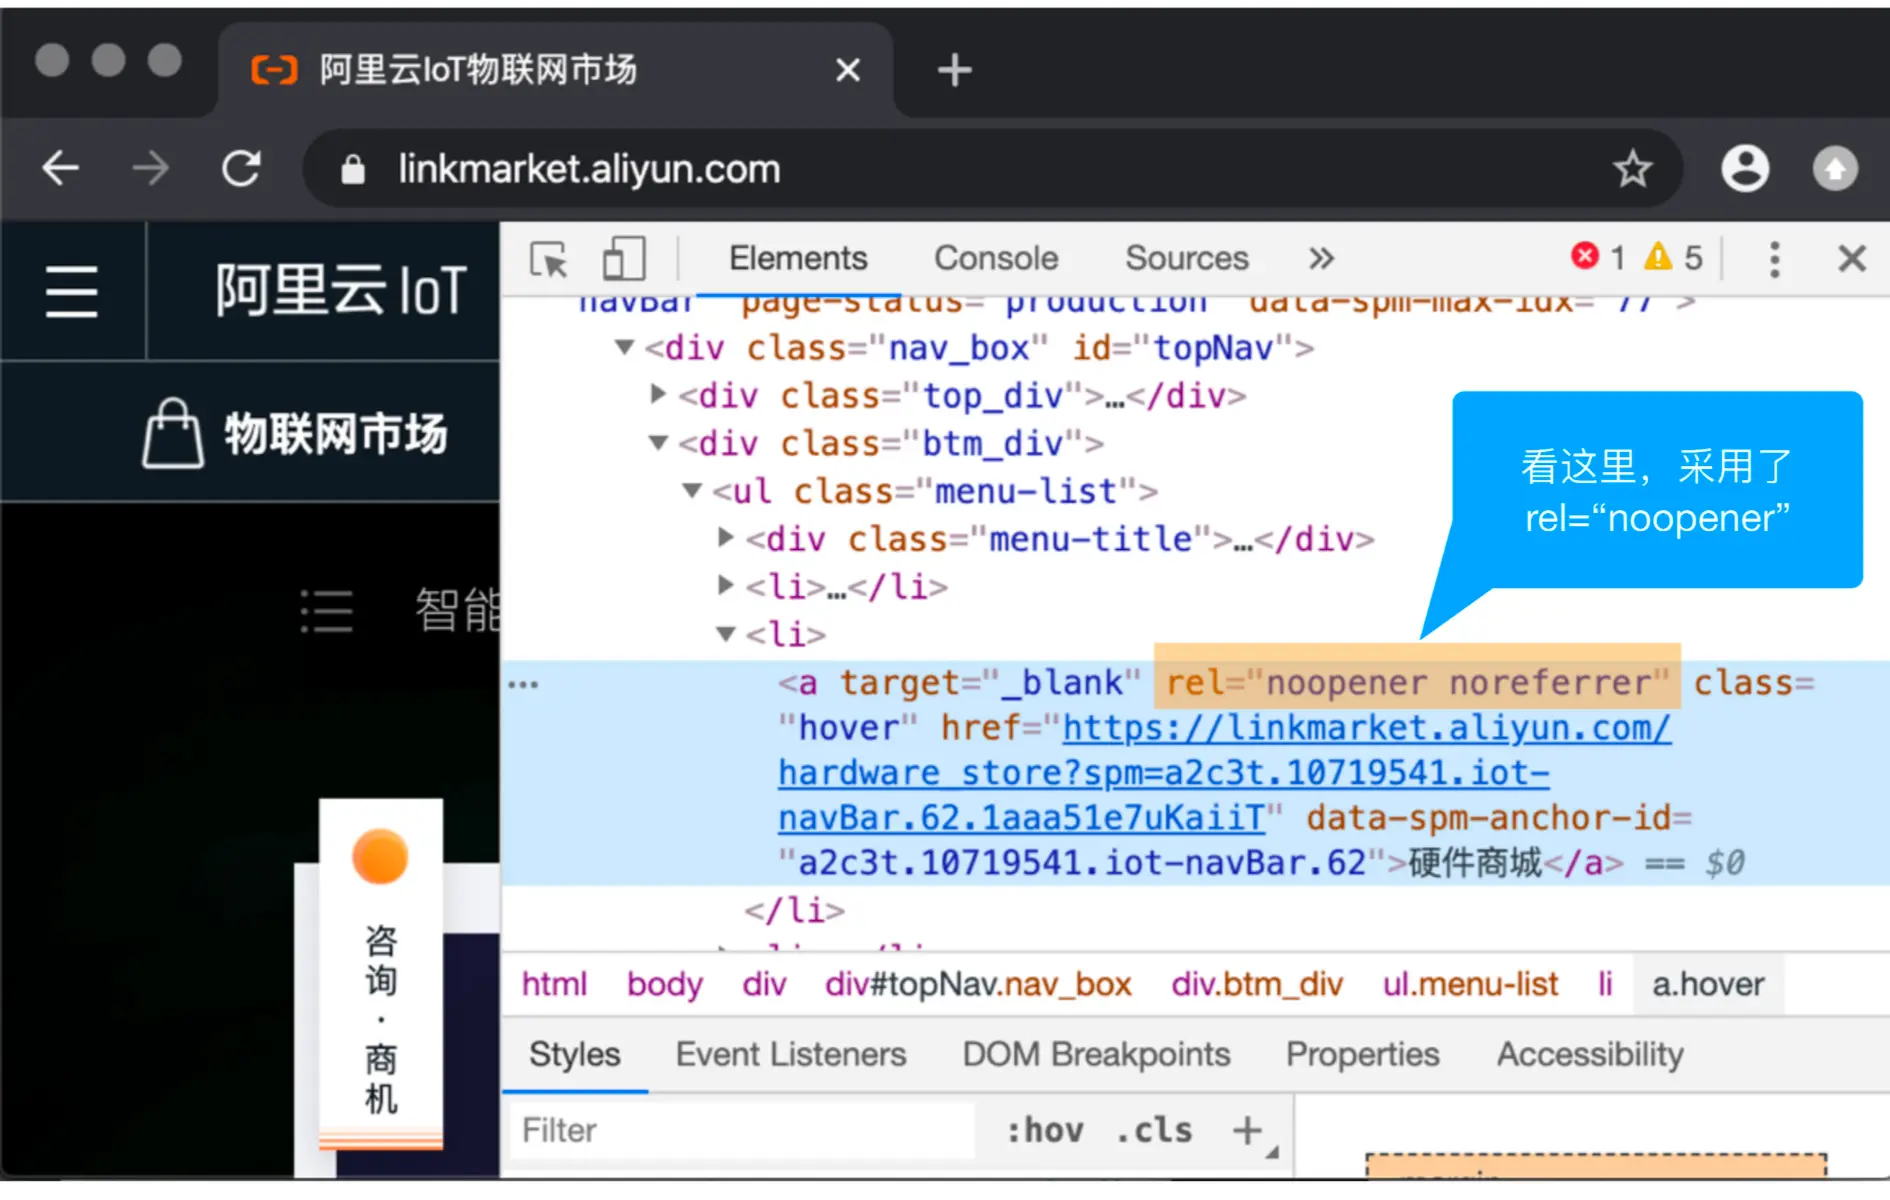 阿里云IoT物联网市场
linkmarket.aliyun.com
阿里云 IoT
物联网市场
智能
咨询·商机
Elements Console Sources » 1 5
navBar" page-status="production" data-spm-max-idx="77">
<div class="nav_box" id="topNav">
<div class="top_div">…</div>
<div class="btm_div">
<ul class="menu-list">
<div class="menu-title">…</div>
<li>…</li>
<li>
<a target="_blank" rel="noopener noreferrer" class=
"hover" href="https://linkmarket.aliyun.com/
hardware_store?spm=a2c3t.10719541.iot-
navBar.62.1aaa51e7uKaiiT" data-spm-anchor-id=
"a2c3t.10719541.iot-navBar.62">硬件商城</a> == $0
</li>
看这里，采用了
rel=“noopener”
html body div div#topNav.nav_box div.btm_div ul.menu-list li a.hover
Styles Event Listeners DOM Breakpoints Properties Accessibility
Filter :hov .cls +